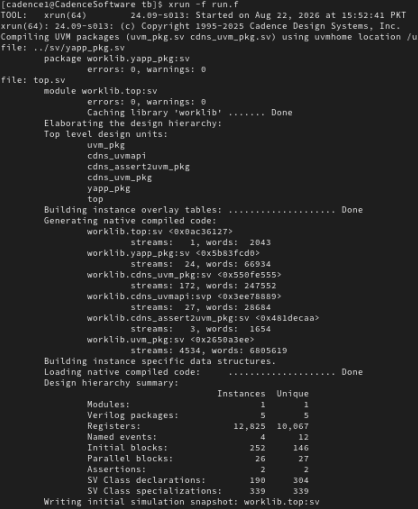 [cadence1@CadenceSoftware tb]$ xrun -f run.f
TOOL: xrun(64) 24.09-s013: Started on Aug 22, 2026 at 15:52:41 PKT
xrun(64): 24.09-s013: (c) Copyright 1995-2025 Cadence Design Systems, Inc.
Compiling UVM packages (uvm_pkg.sv cdns_uvm_pkg.sv) using uvmhome location /u
file: ../sv/yapp_pkg.sv
package worklib.yapp_pkg:sv
errors: 0, warnings: 0
file: top.sv
module worklib.top:sv
errors: 0, warnings: 0
Caching library 'worklib' ....... Done
Elaborating the design hierarchy:
Top level design units:
uvm_pkg
cdns_uvmapi
cdns_assert2uvm_pkg
cdns_uvm_pkg
yapp_pkg
top
Building instance overlay tables: .................... Done
Generating native compiled code:
worklib.top:sv <0x0ac36127>
streams: 1, words: 2043
worklib.yapp_pkg:sv <0x5b83fcd0>
streams: 24, words: 66934
worklib.cdns_uvm_pkg:sv <0x550fe555>
streams: 172, words: 247552
worklib.cdns_uvmapi:svp <0x3ee78889>
streams: 27, words: 28684
worklib.cdns_assert2uvm_pkg:sv <0x481decaa>
streams: 3, words: 1654
worklib.uvm_pkg:sv <0x2650a3ee>
streams: 4534, words: 6805619
Building instance specific data structures.
Loading native compiled code: .................... Done
Design hierarchy summary:
Instances Unique
Modules: 1 1
Verilog packages: 5 5
Registers: 12,825 10,067
Named events: 4 12
Initial blocks: 252 146
Parallel blocks: 26 27
Assertions: 2 2
SV Class declarations: 190 304
SV Class specializations: 339 339
Writing initial simulation snapshot: worklib.top:sv